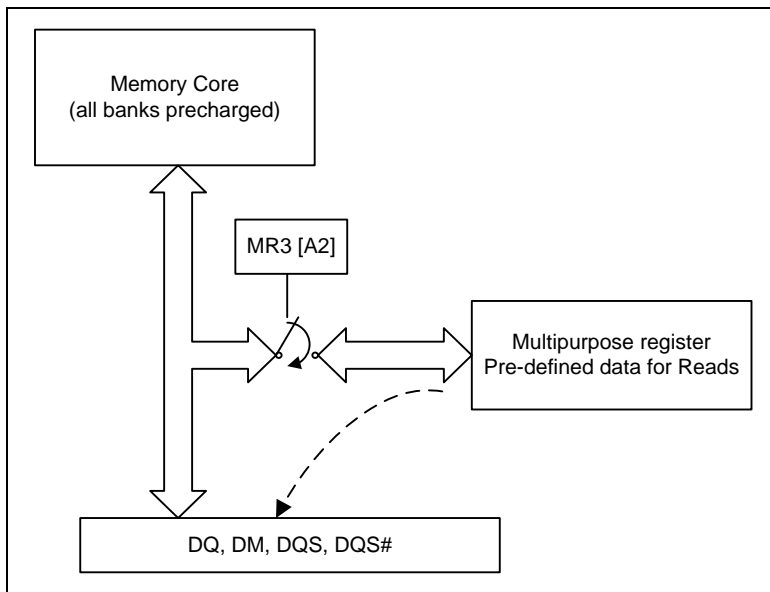 Memory Core
(all banks precharged)
MR3 [A2]
Multipurpose register
Pre-defined data for Reads
DQ, DM, DQS, DQS#